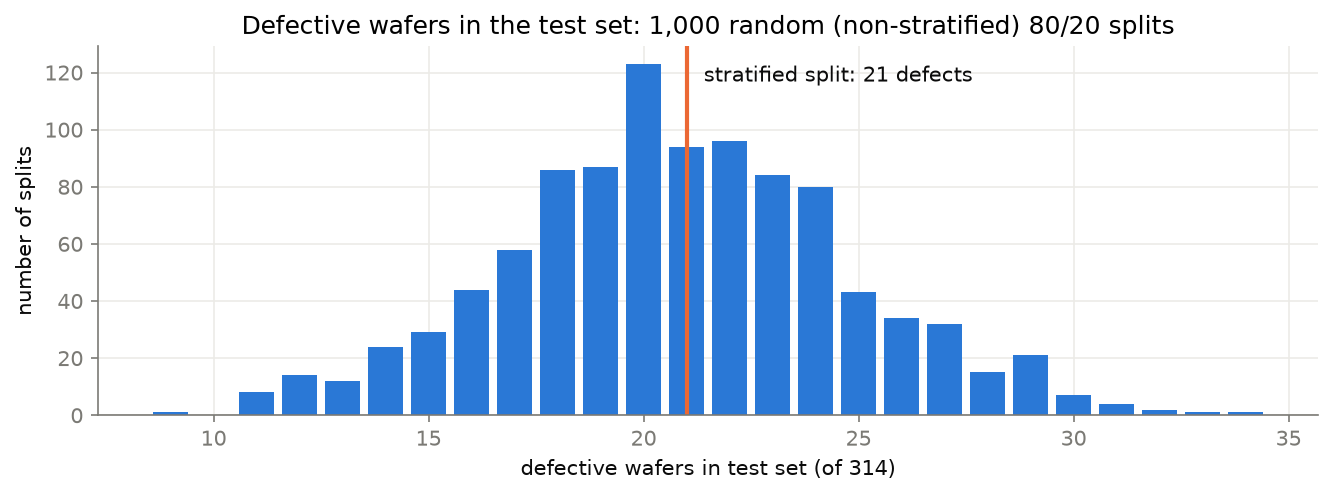 Defective wafers in the test set: 1,000 random (non-stratified) 80/20 splits
stratified split: 21 defects
number of splits
120
100
80
60
40
20
0
10 15 20 25 30 35
defective wafers in test set (of 314)